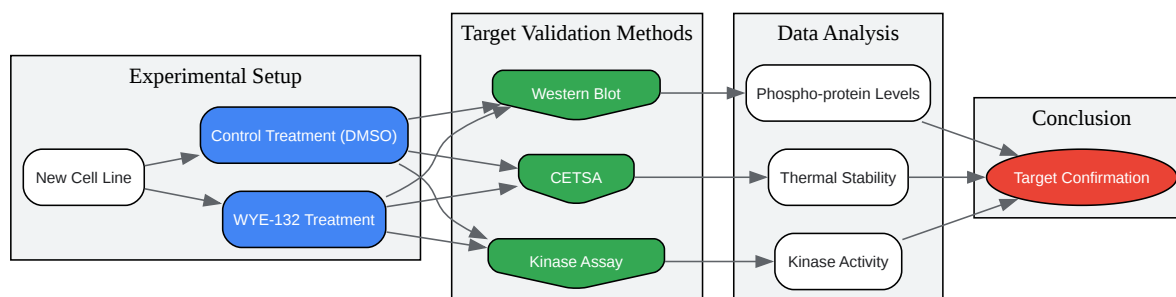 Experimental Setup
New Cell Line
Control Treatment (DMSO)
WYE-132 Treatment
Target Validation Methods
Western Blot
CETSA
Kinase Assay
Data Analysis
Phospho-protein Levels
Thermal Stability
Kinase Activity
Conclusion
Target Confirmation